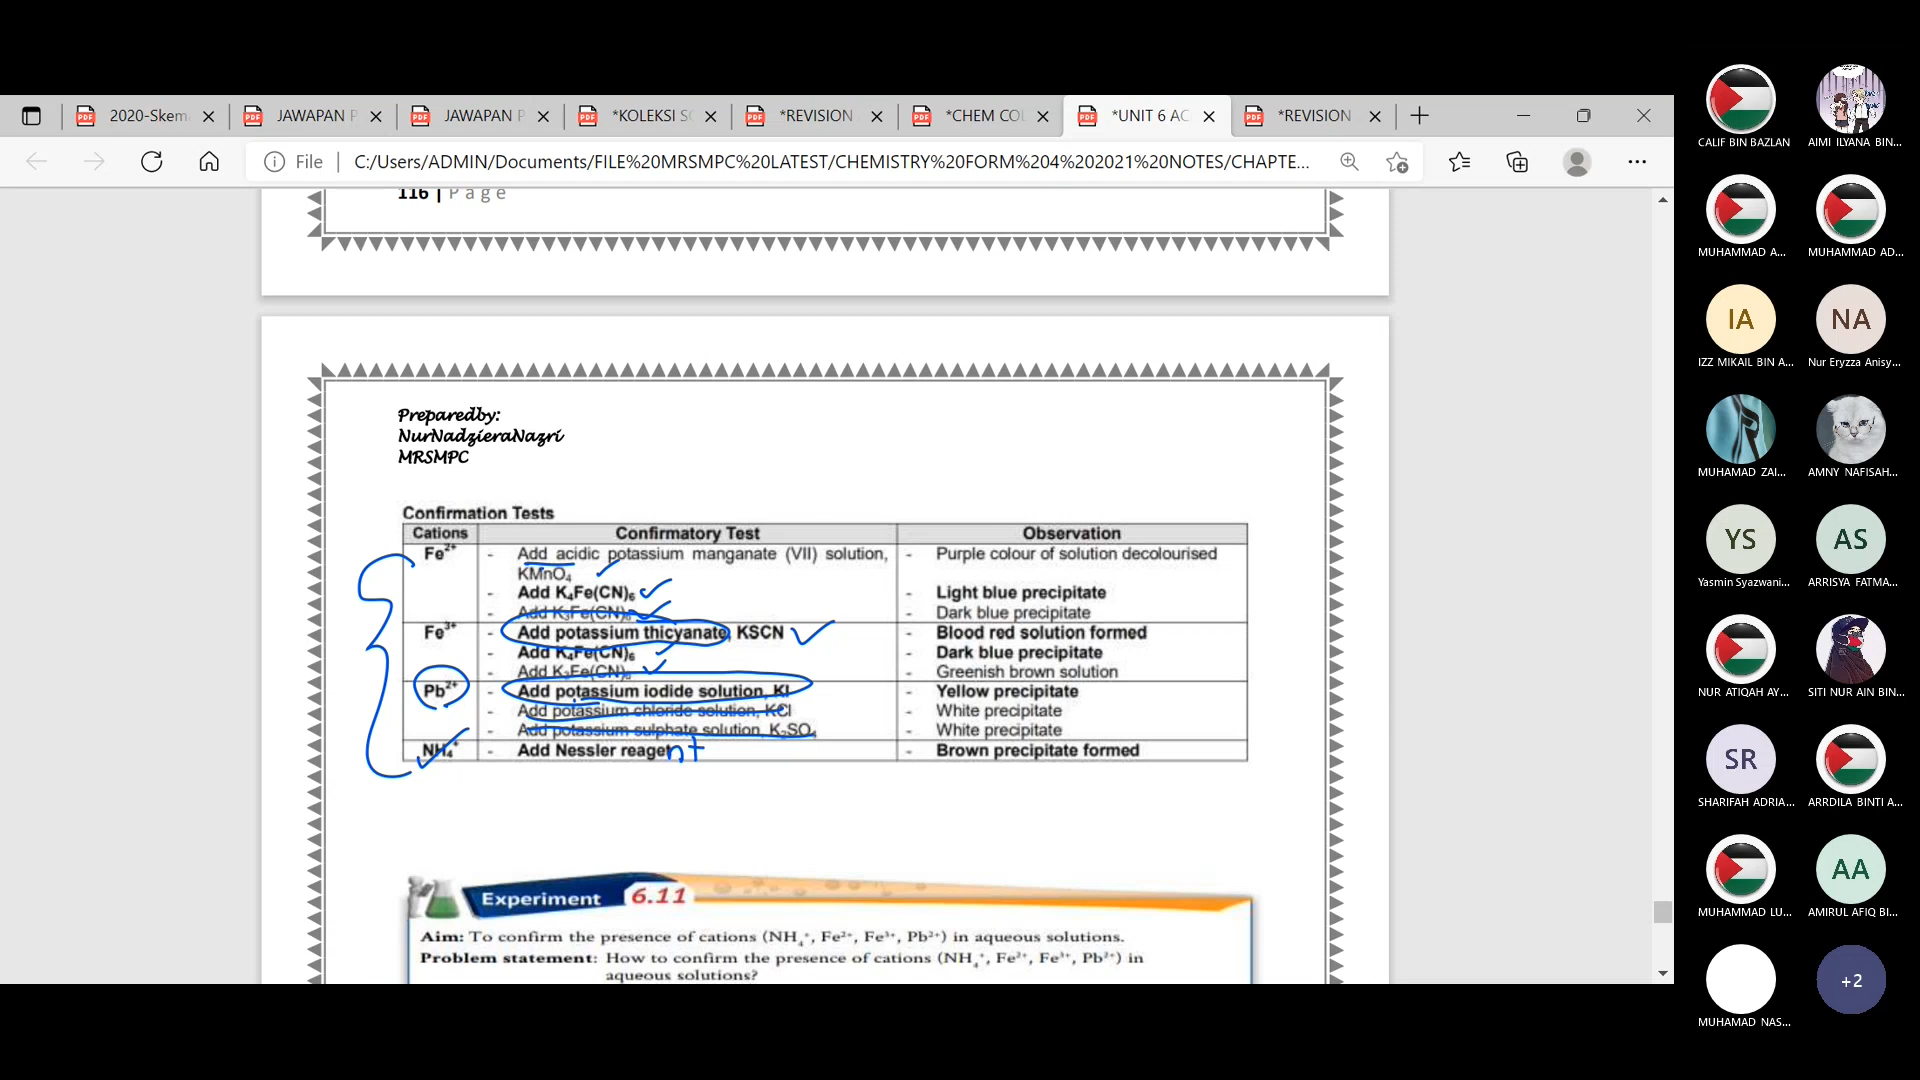 2020-Skem
JAWAPAN P
JAWAPAN P
*KOLEKSI SO
*REVISION
*CHEM COL
*UNIT 6 AC
*REVISION
File
C:/Users/ADMIN/Documents/FILE%20MRSMPC%20LATEST/CHEMISTRY%20FORM%204%202021%20NOTES/CHAPTE...
116 | Page
Preparedby:
NurNadzieraNazri
MRSMPC
Confirmation Tests
Cations Confirmatory Test Observation
Fe²⁺ - Add acidic potassium manganate (VII) solution, - Purple colour of solution decolourised
KMnO₄
- Add K₄Fe(CN)₆ - Light blue precipitate
- Add K₃Fe(CN)₆ - Dark blue precipitate
Fe³⁺ - Add potassium thicyanate, KSCN - Blood red solution formed
- Add K₄Fe(CN)₆ - Dark blue precipitate
- Add K₃Fe(CN)₆ - Greenish brown solution
Pb²⁺ - Add potassium iodide solution, KI - Yellow precipitate
- Add potassium chloride solution, KCl - White precipitate
- Add potassium sulphate solution, K₂SO₄ - White precipitate
NH₄⁺ - Add Nessler reagent - Brown precipitate formed
Experiment 6.11
Aim: To confirm the presence of cations (NH₄⁺, Fe²⁺, Fe³⁺, Pb²⁺) in aqueous solutions.
Problem statement: How to confirm the presence of cations (NH₄⁺, Fe²⁺, Fe³⁺, Pb²⁺) in
aqueous solutions?
CALIF BIN BAZLAN
AIMI ILYANA BIN...
MUHAMMAD A...
MUHAMMAD AD...
IA
NA
IZZ MIKAIL BIN A...
Nur Eryzza Anisy...
MUHAMAD ZAI...
AMNY NAFISAH...
YS
AS
Yasmin Syazwani...
ARRISYA FATMA...
NUR ATIQAH AY...
SITI NUR AIN BIN...
SR
SHARIFAH ADRIA...
ARRDILA BINTI A...
AA
MUHAMMAD LU...
AMIRUL AFIQ BI...
+2
MUHAMAD NAS...